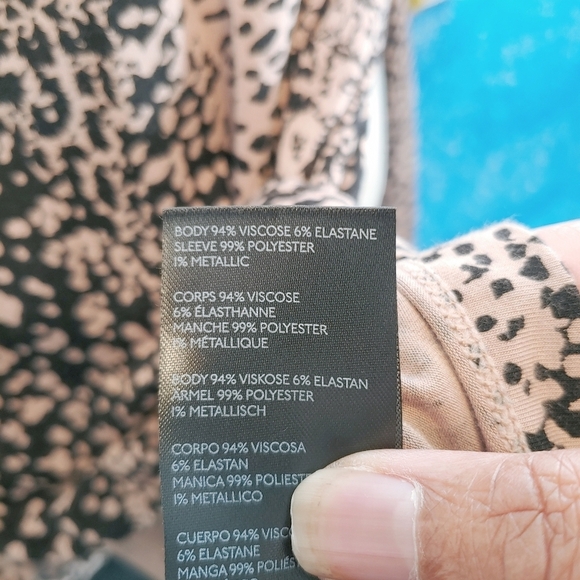 BODY 94% VISCOSE 6% ELASTANE
SLEEVE 99% POLYESTER
1% METALLIC
CORPS 94% VISCOSE
6% ÉLASTHANNE
MANCHE 99% POLYESTER
1% MÉTALLIQUE
BODY 94% VISKOSE 6% ELASTAN
ÄRMEL 99% POLYESTER
1% METALLISCH
CORPO 94% VISCOSA
6% ELASTAN
MANICA 99%
1% METALLICO
CUERPO 94%
6% ELASTANE
MANGA 99%